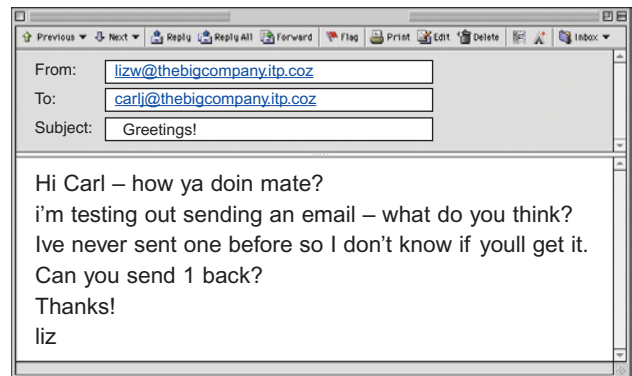 Previous Next Reply Reply All Forward Flag Print Edit Delete Inbox
From: lizw@thebigcompany.itp.coz
To: carlj@thebigcompany.itp.coz
Subject: Greetings!
Hi Carl – how ya doin mate?
i'm testing out sending an email – what do you think?
Ive never sent one before so I don't know if youll get it.
Can you send 1 back?
Thanks!
liz